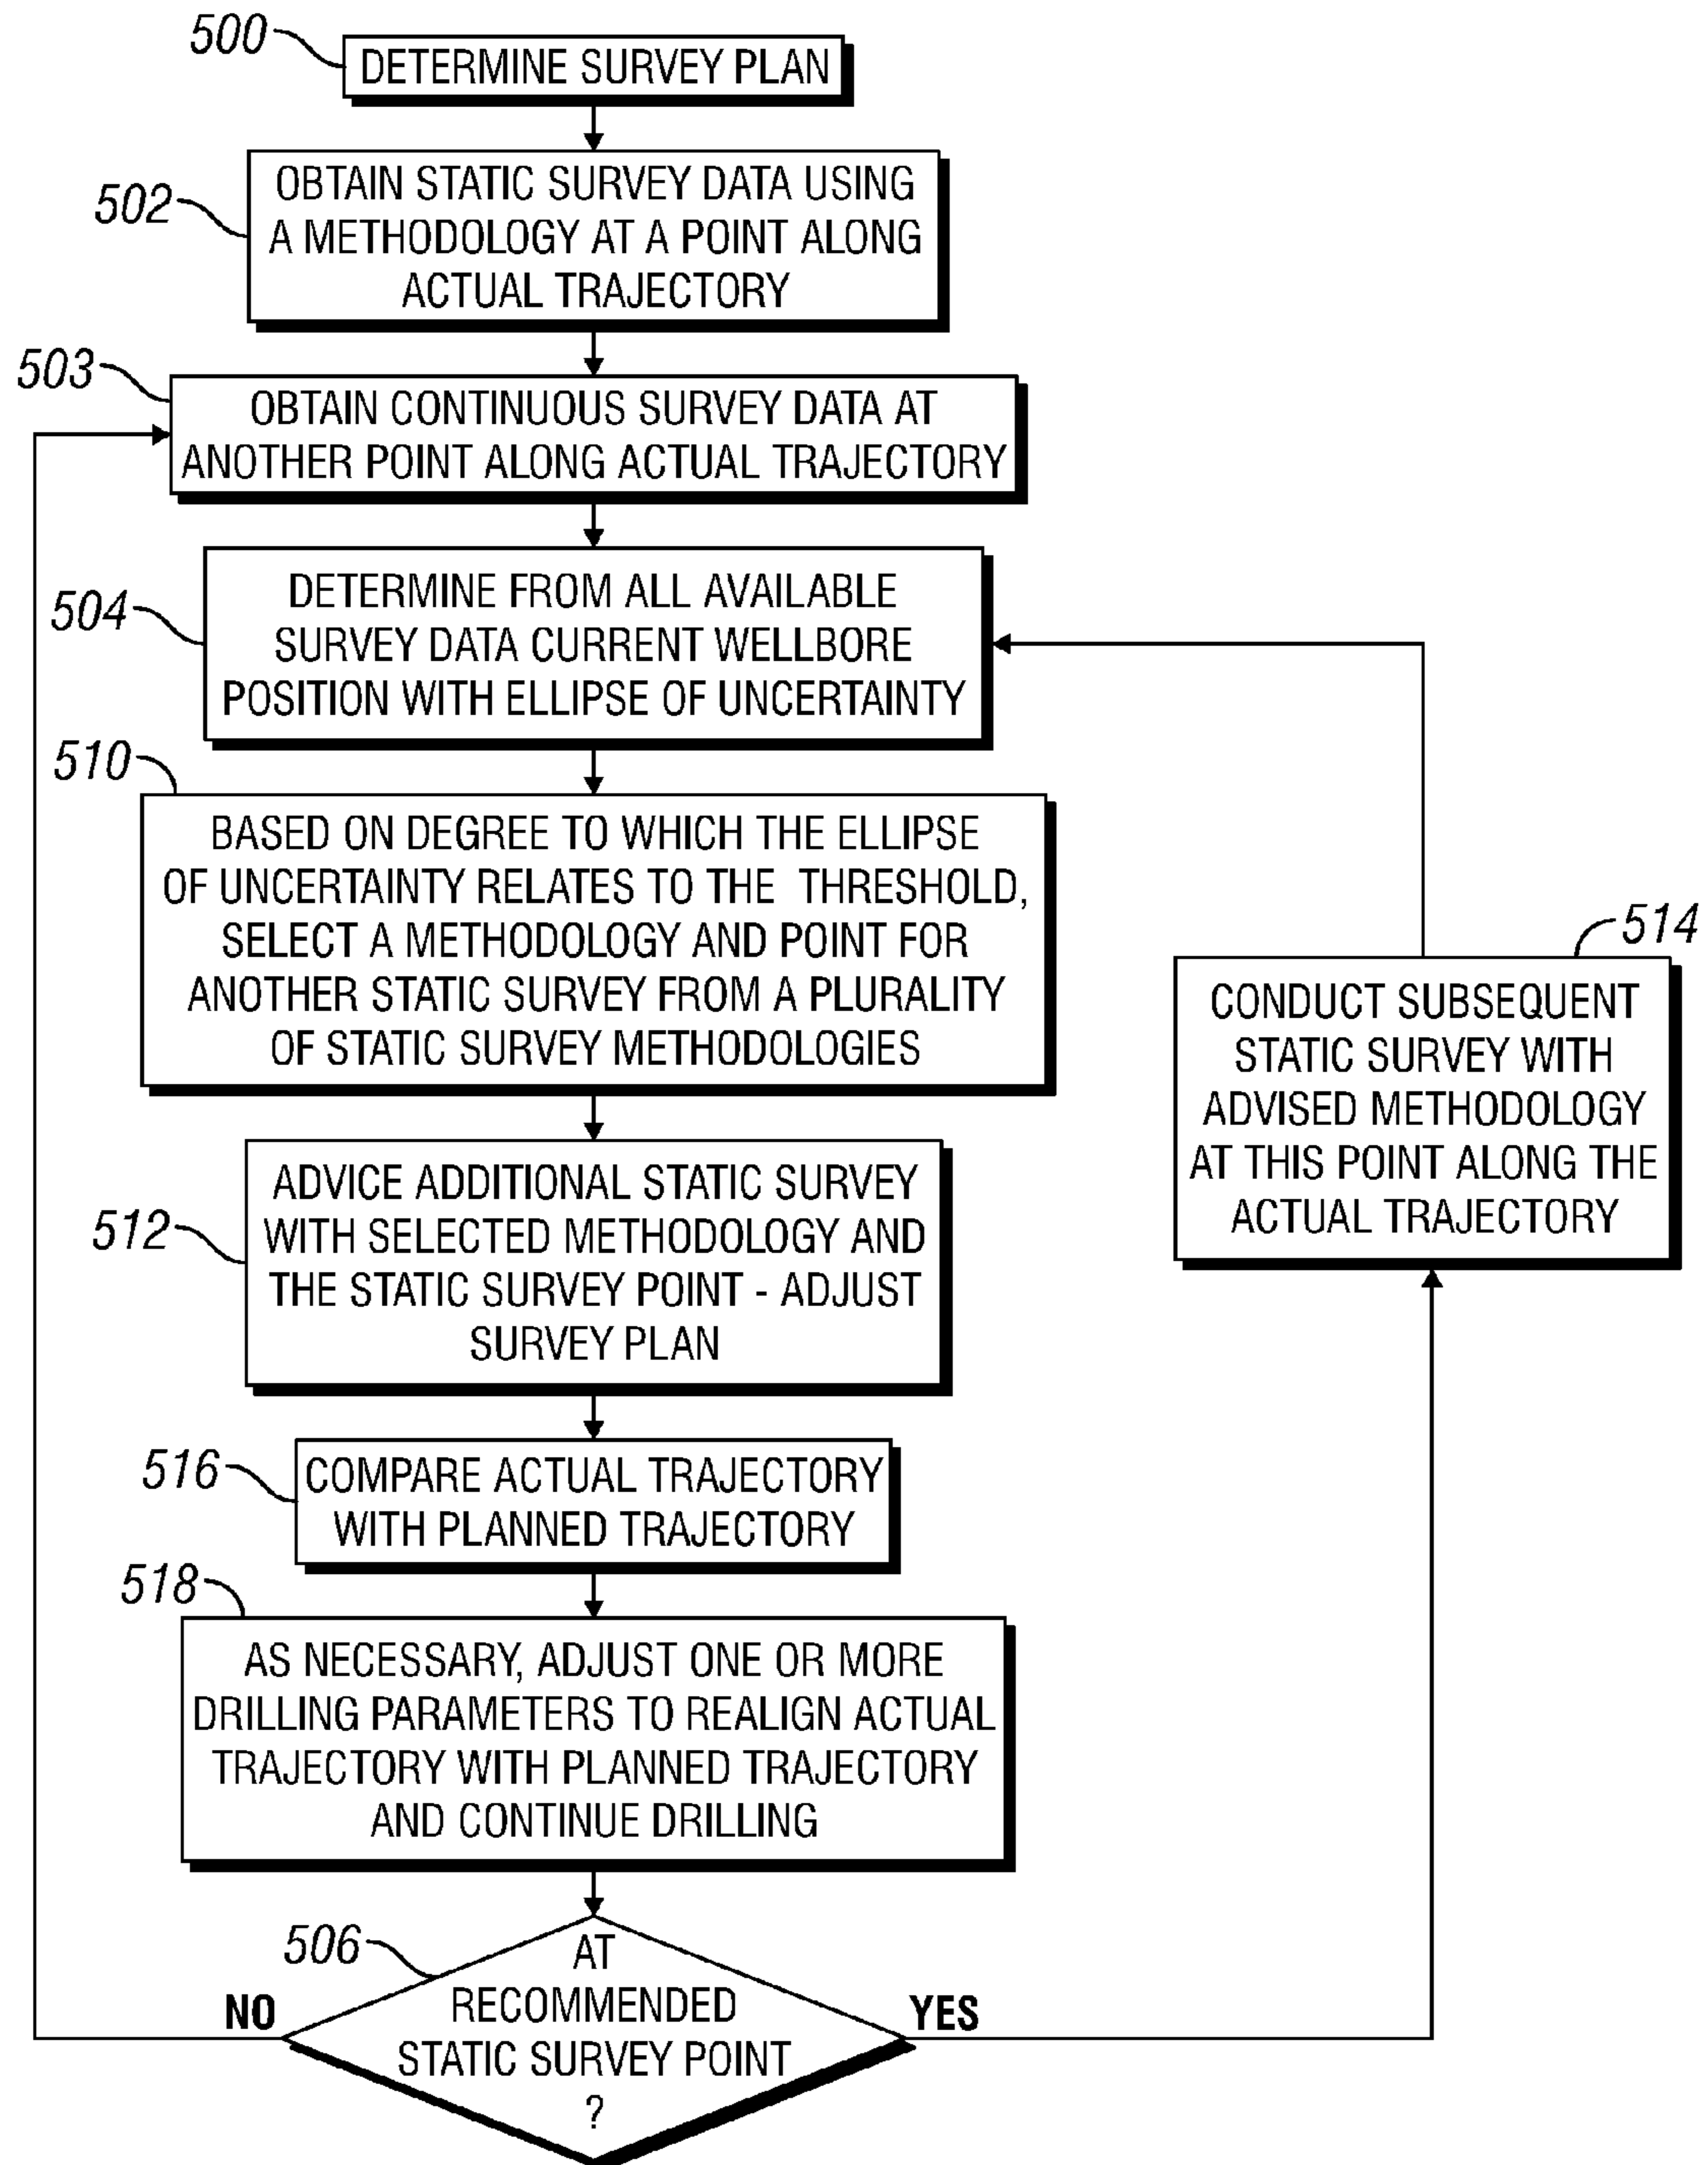 500
DETERMINE SURVEY PLAN
502
OBTAIN STATIC SURVEY DATA USING
A METHODOLOGY AT A POINT ALONG
ACTUAL TRAJECTORY
503
OBTAIN CONTINUOUS SURVEY DATA AT
ANOTHER POINT ALONG ACTUAL TRAJECTORY
504
DETERMINE FROM ALL AVAILABLE
SURVEY DATA CURRENT WELLBORE
POSITION WITH ELLIPSE OF UNCERTAINTY
510
BASED ON DEGREE TO WHICH THE ELLIPSE
OF UNCERTAINTY RELATES TO THE THRESHOLD,
SELECT A METHODOLOGY AND POINT FOR
ANOTHER STATIC SURVEY FROM A PLURALITY
OF STATIC SURVEY METHODOLOGIES
514
CONDUCT SUBSEQUENT
STATIC SURVEY WITH
ADVISED METHODOLOGY
AT THIS POINT ALONG THE
ACTUAL TRAJECTORY
512
ADVICE ADDITIONAL STATIC SURVEY
WITH SELECTED METHODOLOGY AND
THE STATIC SURVEY POINT - ADJUST
SURVEY PLAN
516
COMPARE ACTUAL TRAJECTORY
WITH PLANNED TRAJECTORY
518
AS NECESSARY, ADJUST ONE OR MORE
DRILLING PARAMETERS TO REALIGN ACTUAL
TRAJECTORY WITH PLANNED TRAJECTORY
AND CONTINUE DRILLING
506
AT
RECOMMENDED
STATIC SURVEY POINT
?
NO
YES